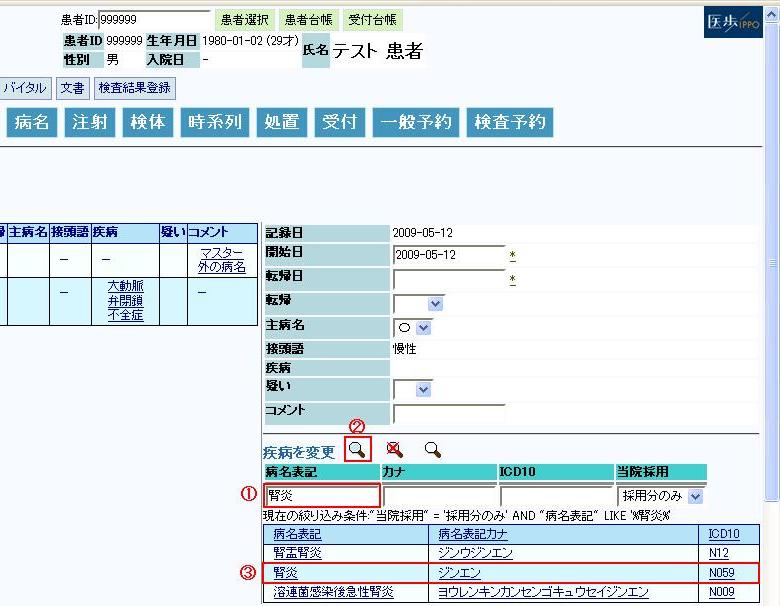 患者ID: 999999 患者選択 患者台帳 受付台帳
医歩 IPPO
患者ID 999999 生年月日 1980-01-02 (29才) 氏名 テスト 患者
性別 男 入院日 -
バイタル 文書 検査結果登録
病名 注射 検体 時系列 処置 受付 一般予約 検査予約
主病名 接頭語 疾病 疑い コメント
– – マスター
外の病名
– 大動脈 –
弁閉鎖
不全症
記録日 2009-05-12
開始日 2009-05-12 *
転帰日 *
転帰
主病名 ○
接頭語 慢性
疾病
疑い
コメント
②
疾病を変更
病名表記 カナ ICD10 当院採用
① 腎炎 採用分のみ
現在の絞り込み条件:"当院採用" = '採用分のみ' AND "病名表記" LIKE '%腎炎%'
病名表記 病名表記カナ ICD10
腎盂腎炎 ジンウジンエン N12
③ 腎炎 ジンエン N059
溶連菌感染後急性腎炎 ヨウレンキンカンセンゴキュウセイジンエン N009